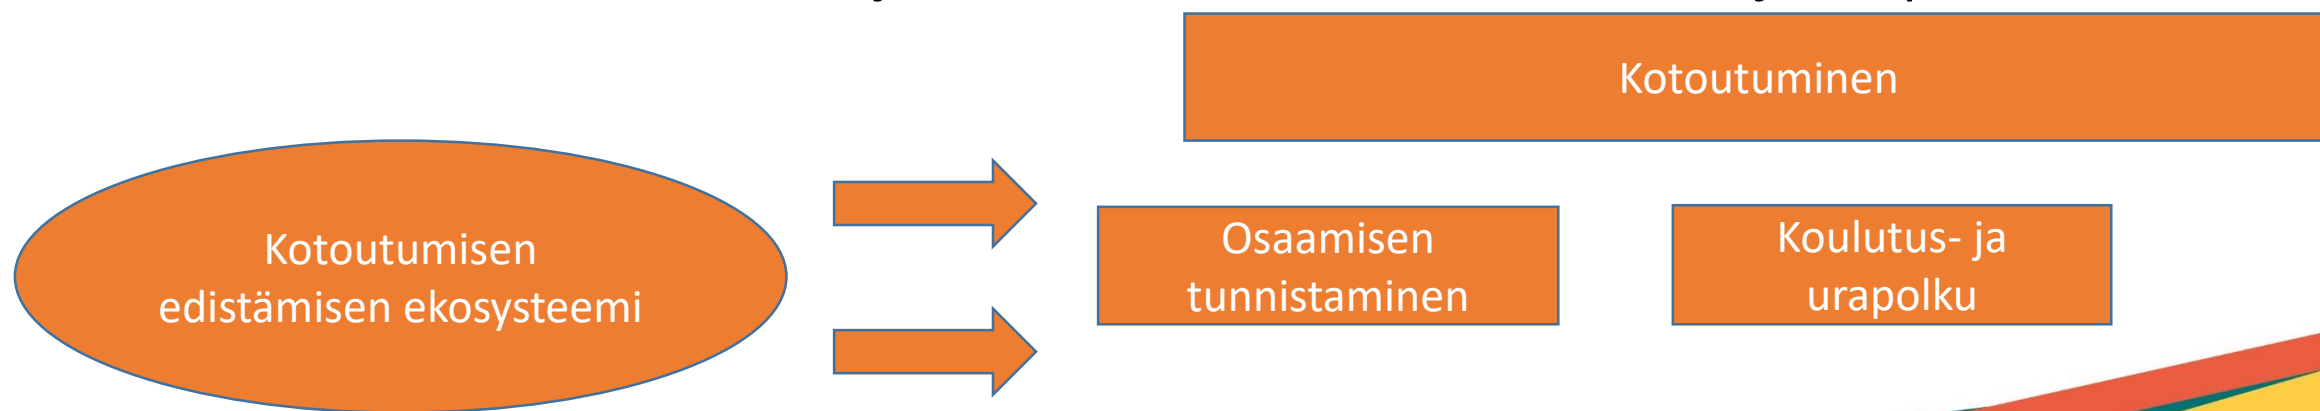 Kotoutuminen
Kotoutumisen
edistämisen ekosysteemi
Osaamisen
tunnistaminen
Koulutus- ja
urapolku